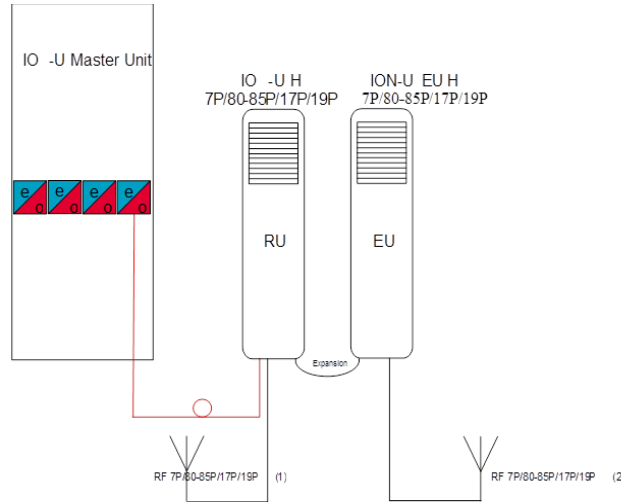 IO -U Master Unit
IO -U H
7P/80-85P/17P/19P
ION-U EU H
7P/80-85P/17P/19P
e o e o e o e o
RU
EU
Expansion
RF 7P/80-85P/17P/19P (1)
RF 7P/80-85P/17P/19P (2